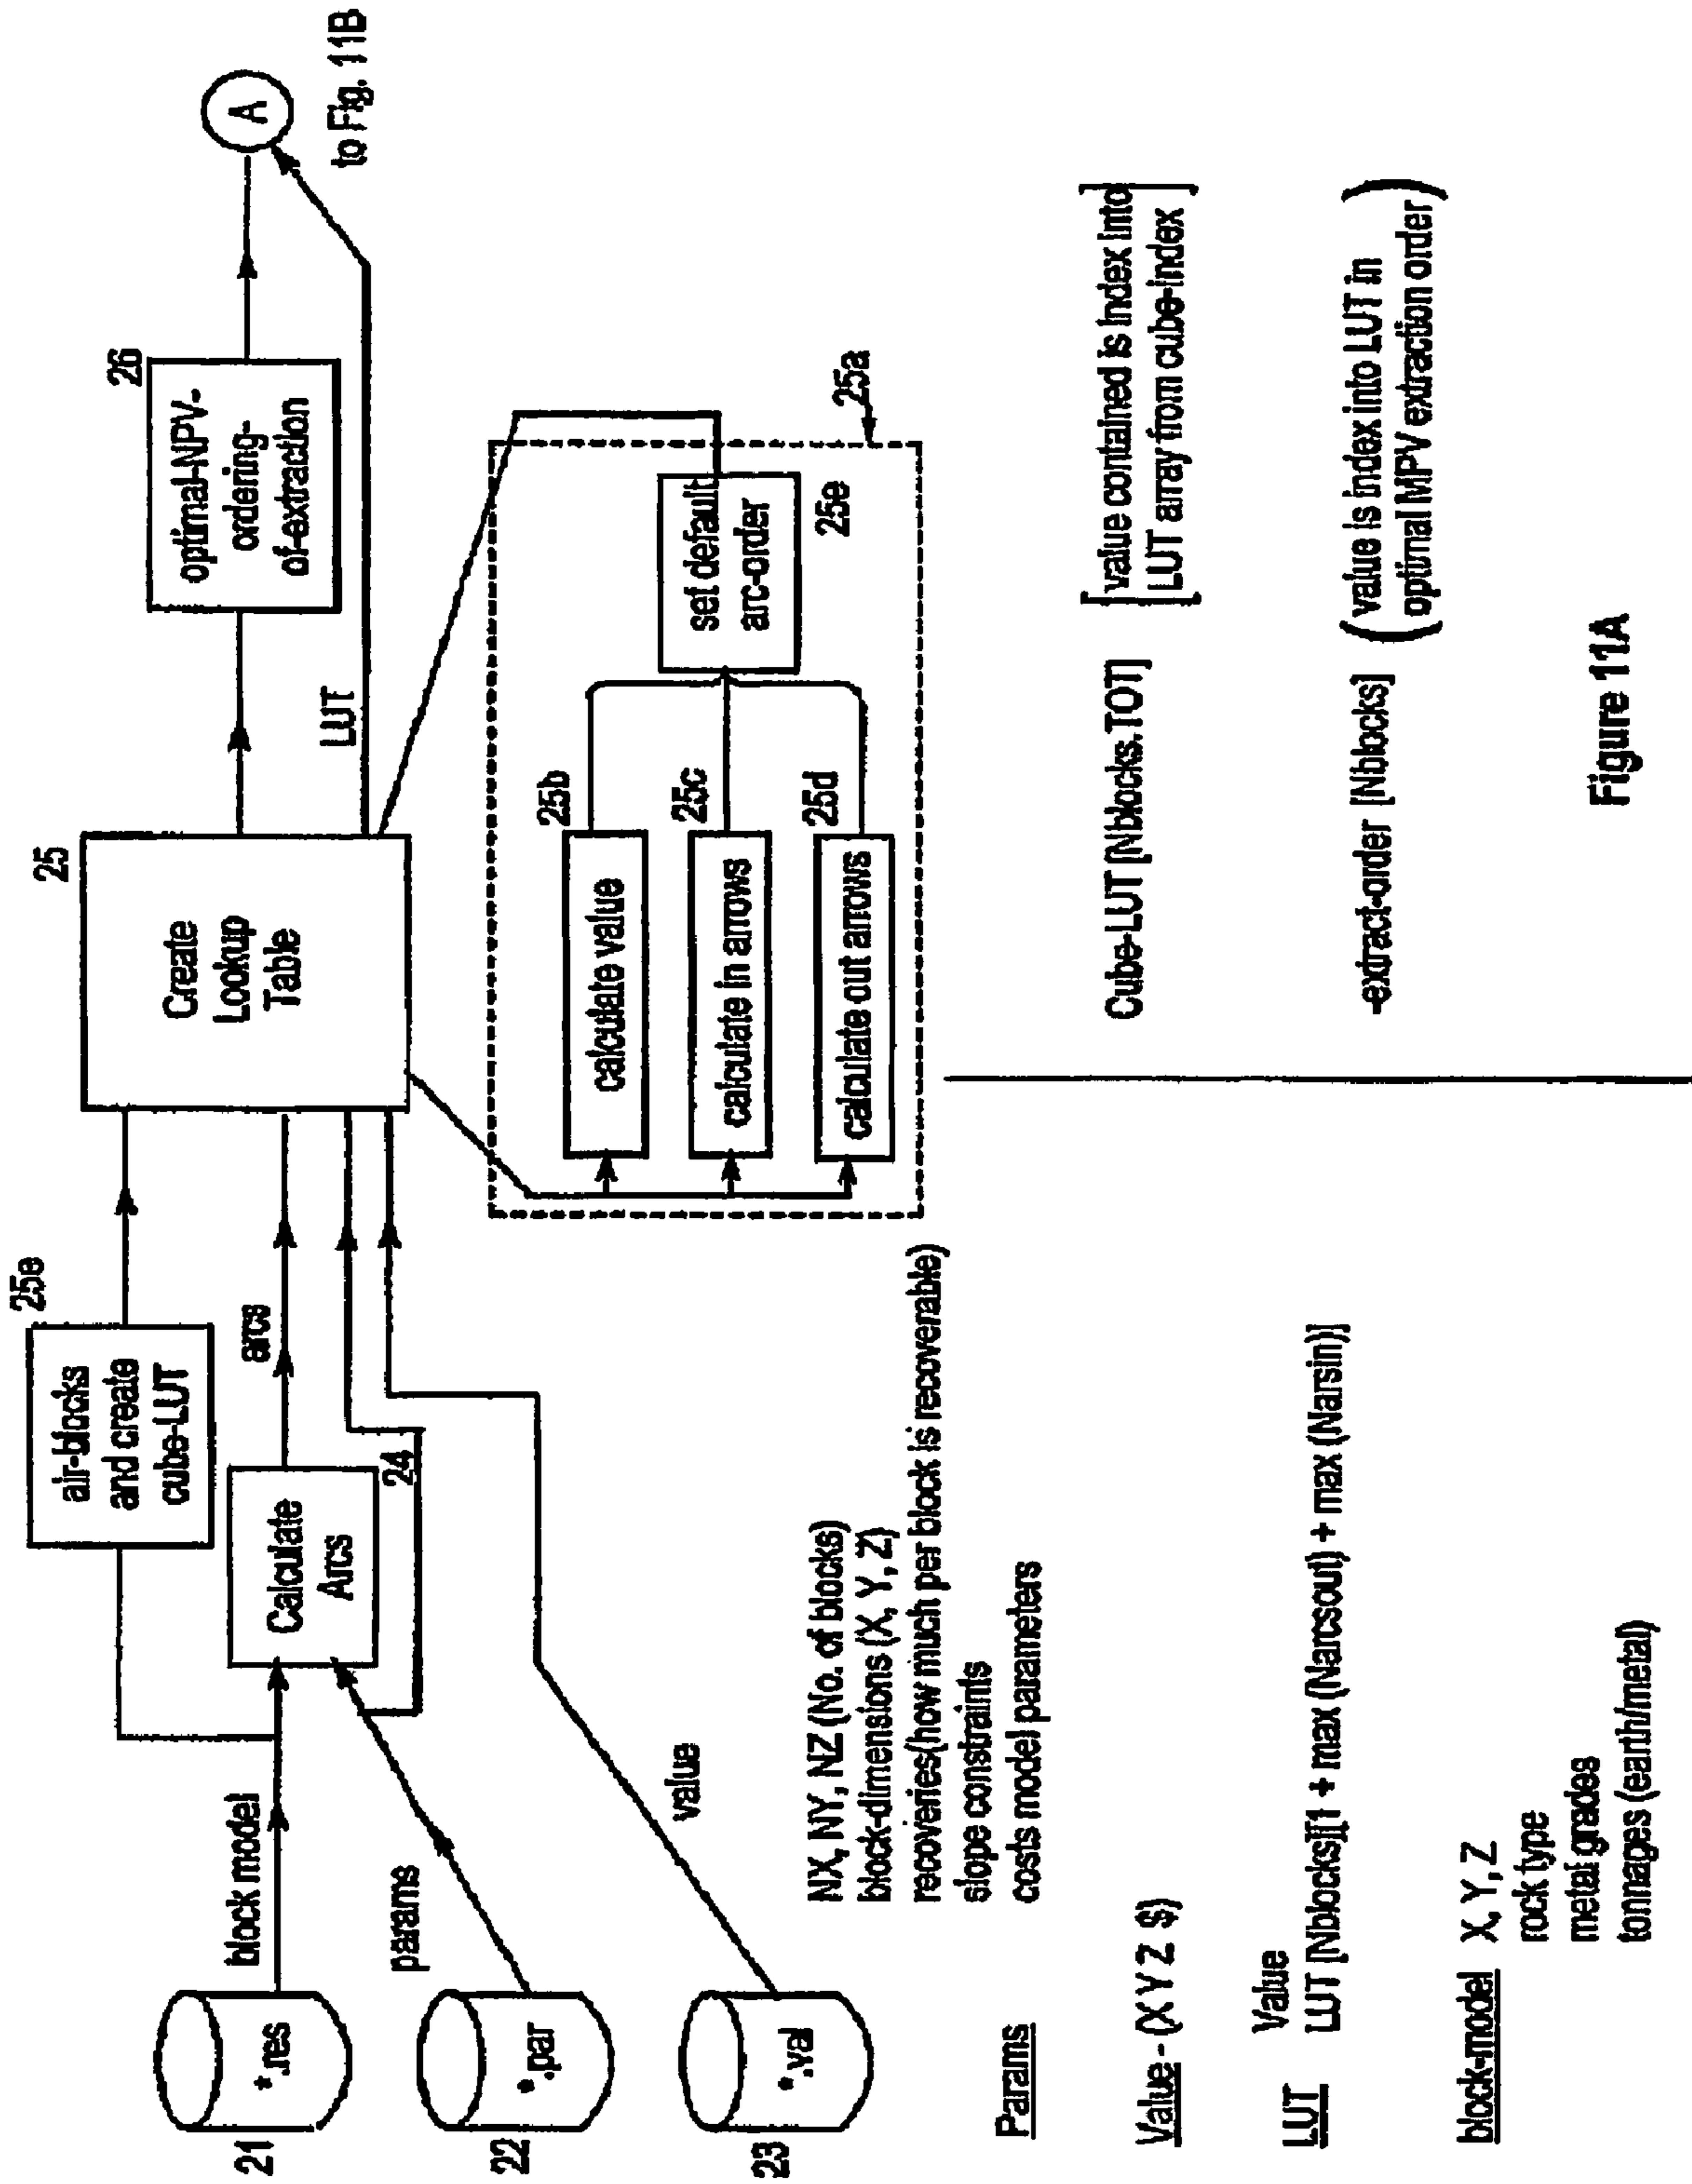 21
*.res
22
*.par
23
*.val
block model
params
value
25e
air-blocks
and create
cube-LUT
Calculate
Arcs
24
arcs
25
Create
Lookup
Table
26
optimal-NPV-
ordering-
of-extraction
LUT
A
to Fig. 11B
25a
25b
calculate value
25c
calculate in arrows
25d
calculate out arrows
set default
arc-order
25e
Params
NX, NY, NZ (No. of blocks)
block-dimensions (X, Y, Z)
recoveries(how much per block is recoverable)
slope constraints
costs model parameters
Value - (X Y Z $)
Value
LUT LUT [Nblocks][1 + max (Narcsout) + max (Narsin)]
block-model X, Y, Z
rock type
metal grades
tonnages (earth/metal)
Cube-LUT [Nblocks.TOT] [value contained is index into
LUT array from cube-index]
-extract-order [Nblocks] (value is index into LUT in
optimal MPV extraction order)
Figure 11A